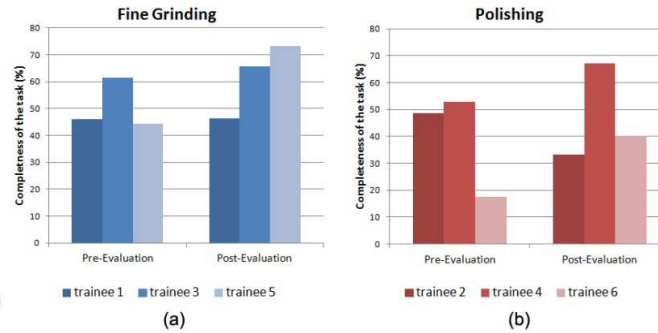 Fine Grinding
Completness of the task (%)
80
70
60
50
40
30
20
10
0
Pre-Evaluation Post-Evaluation
trainee 1 trainee 3 trainee 5
(a)
Polishing
Completness of the task (%)
80
70
60
50
40
30
20
10
0
Pre-Evaluation Post-Evaluation
trainee 2 trainee 4 trainee 6
(b)